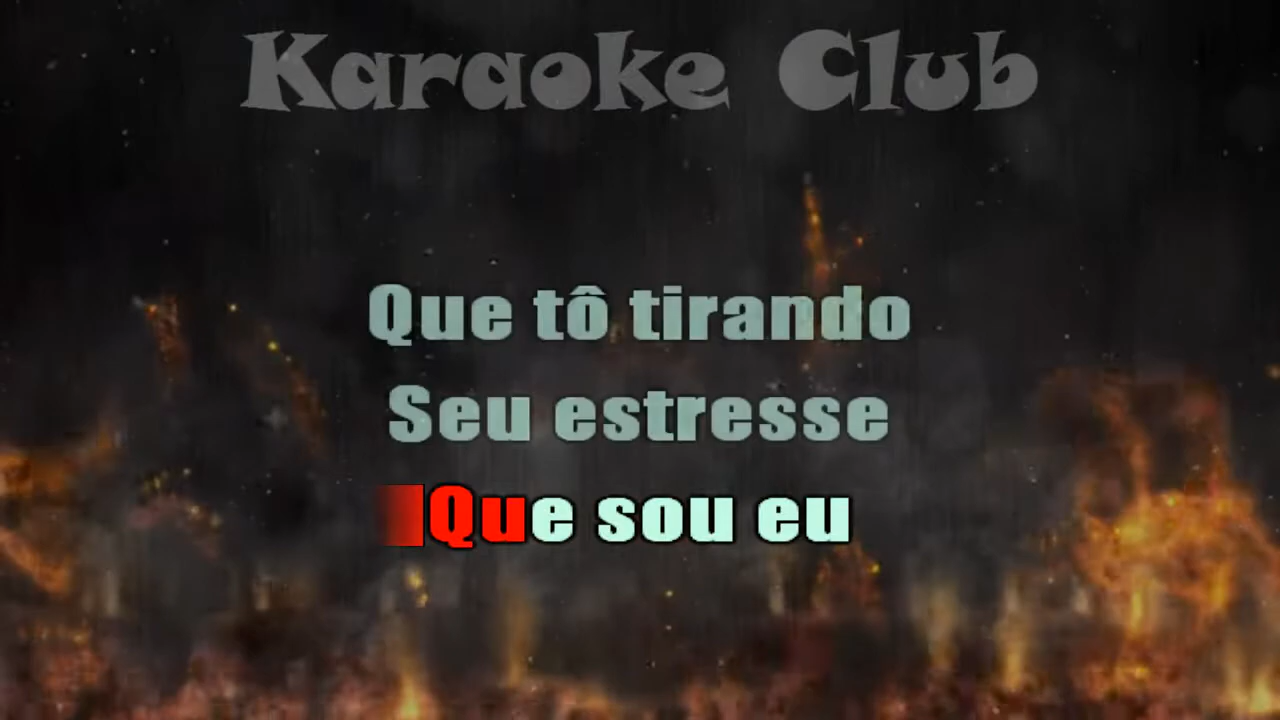 Karaoke Club
Que tô tirando
Seu estresse
Que sou eu